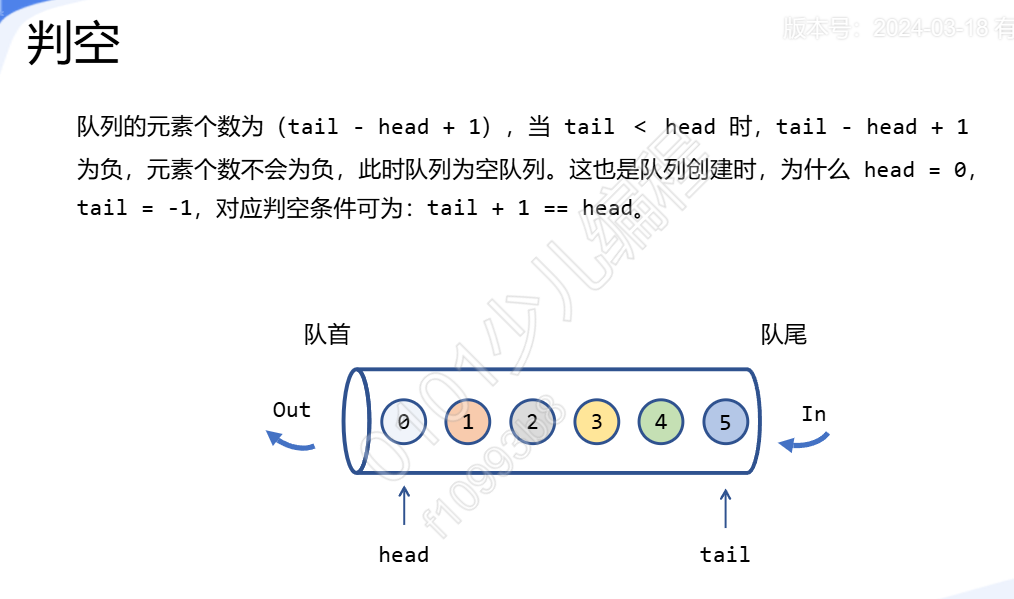 判空
版本号：2024-03-18 有
队列的元素个数为（tail - head + 1），当 tail < head 时，tail - head + 1
为负，元素个数不会为负，此时队列为空队列。这也是队列创建时，为什么 head = 0，
tail = -1，对应判空条件可为：tail + 1 == head。
队首
队尾
Out
0
1
2
3
4
5
In
head
tail
0101少儿编程